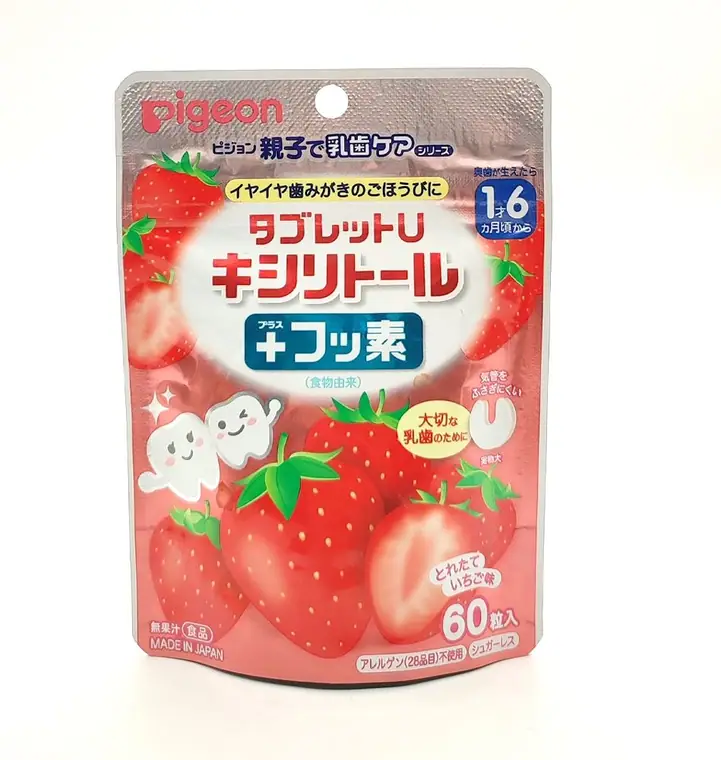 Pigeon
ピジョン 親子で乳歯ケア シリーズ
イヤイヤ歯みがきのごほうびに
奥歯が生えたら
1才6
ヵ月頃から
タブレットU
キシリトール
プラス
+フッ素
(食物由来)
気管を
ふさぎにくい
大切な
乳歯のために
実物大
とれたて
いちご味
60粒入
無果汁 食品
MADE IN JAPAN
アレルゲン(28品目)不使用 シュガーレス